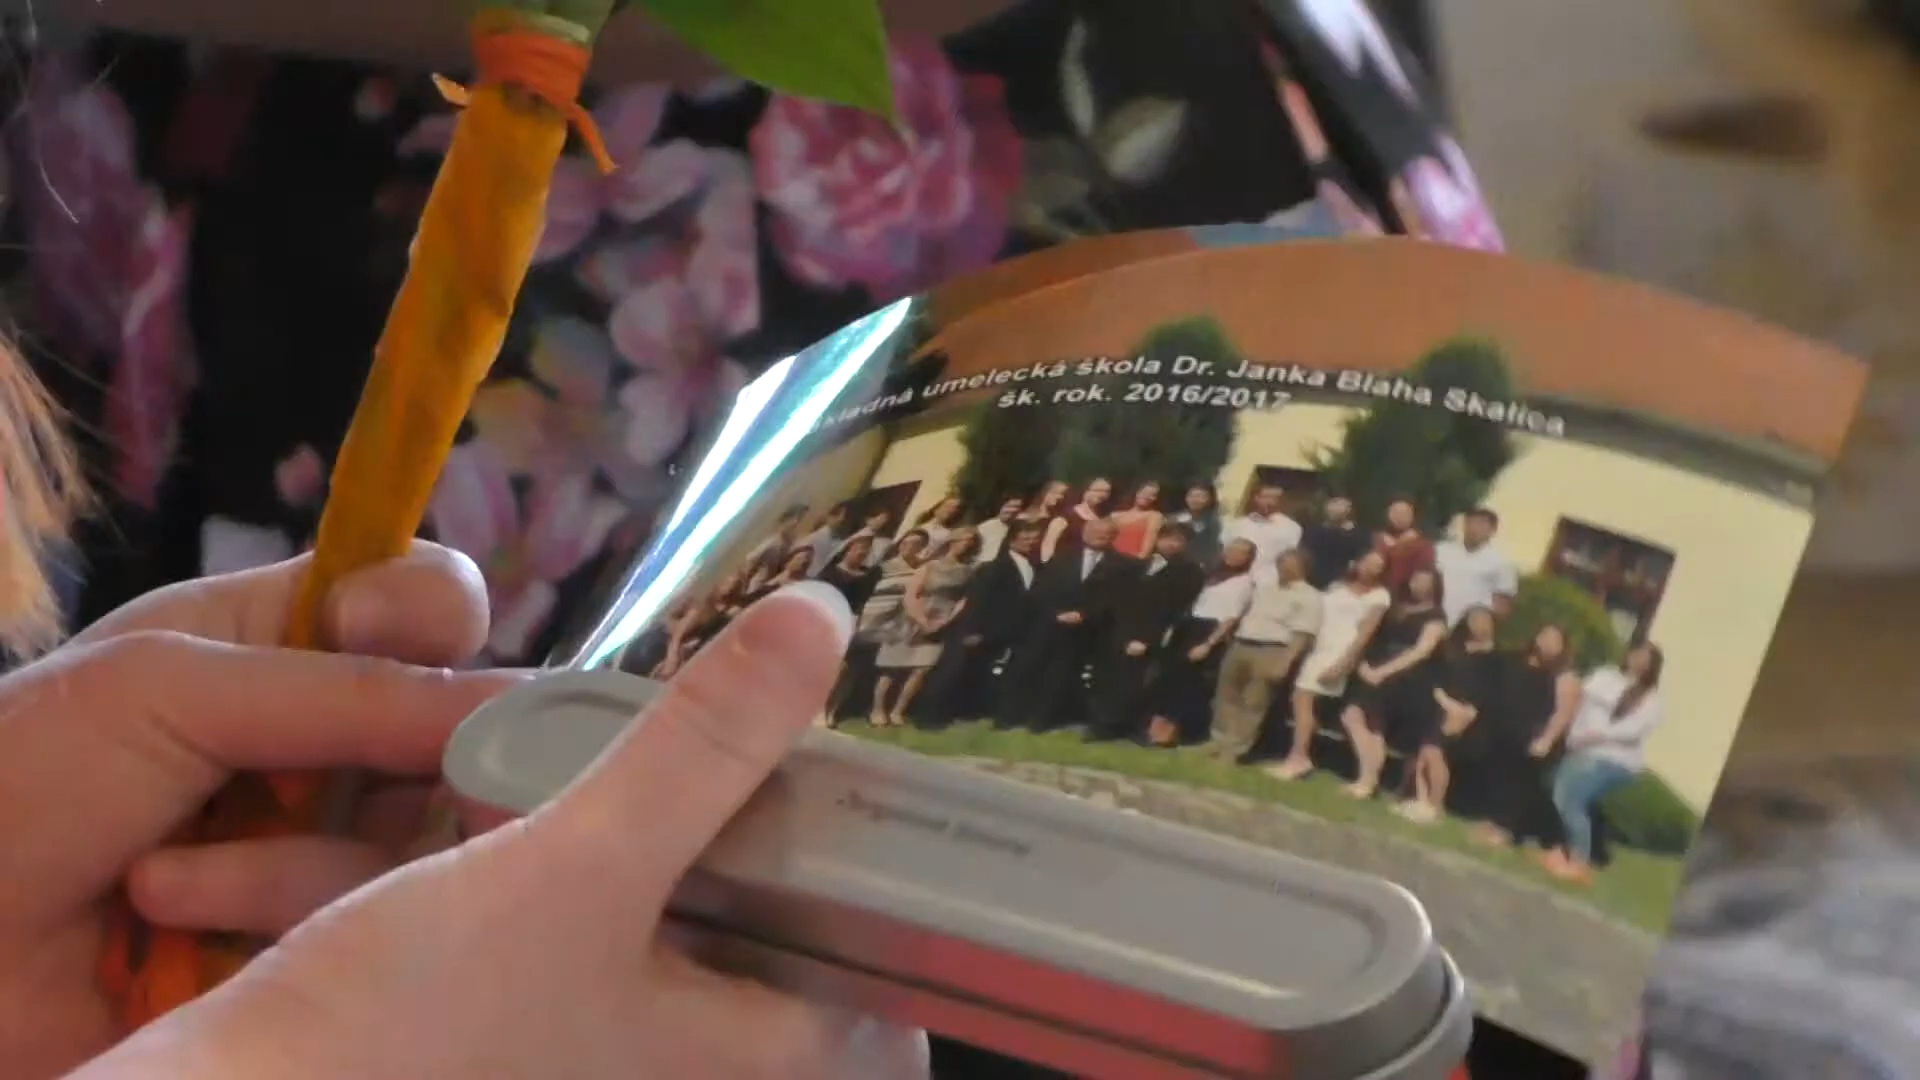 umelecká škola Dr. Janka Blaha Skalica
šk. rok. 2016/2017